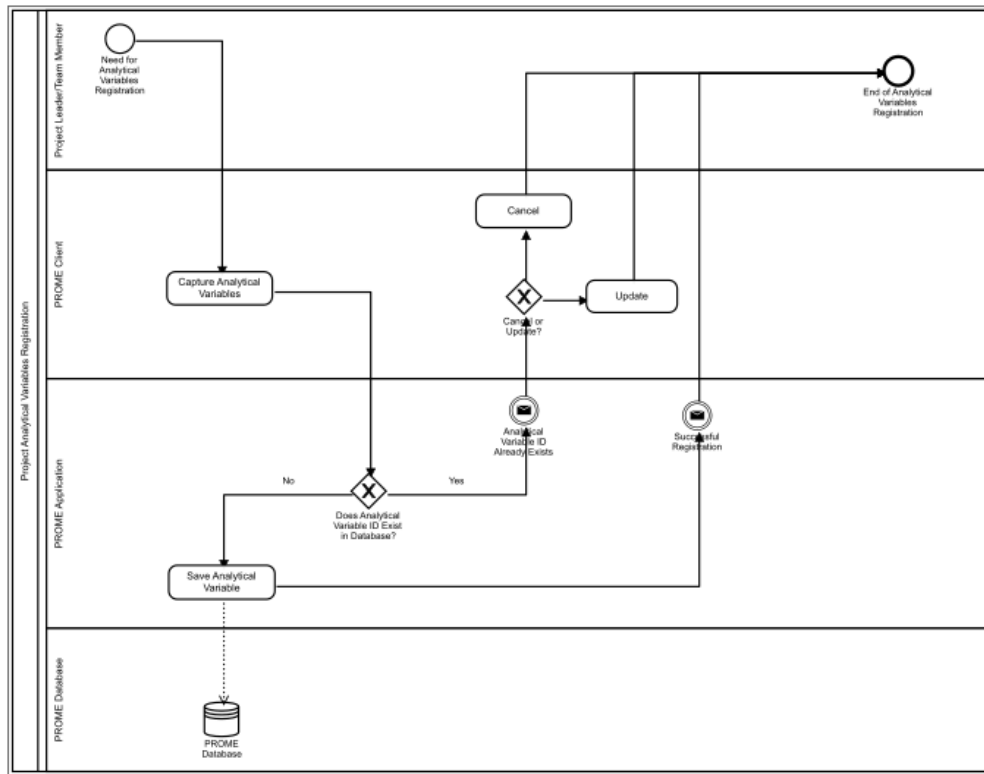 Project Analytical Variables Registration
Project Leader/Team Member
Need for
Analytical
Variables
Registration
End of Analytical
Variables
Registration
PROME Client
Cancel
Capture Analytical
Variables
Cancel or
Update?
Update
PROME Application
Analytical
Variable ID
Already Exists
Successful
Registration
No
Yes
Does Analytical
Variable ID Exist
in Database?
Save Analytical
Variable
PROME Database
PROME
Database